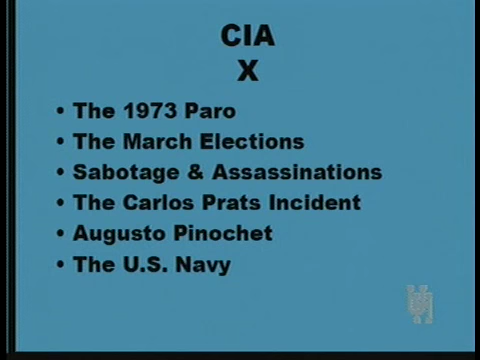 CIA
X
• The 1973 Paro
• The March Elections
• Sabotage & Assassinations
• The Carlos Prats Incident
• Augusto Pinochet
• The U.S. Navy